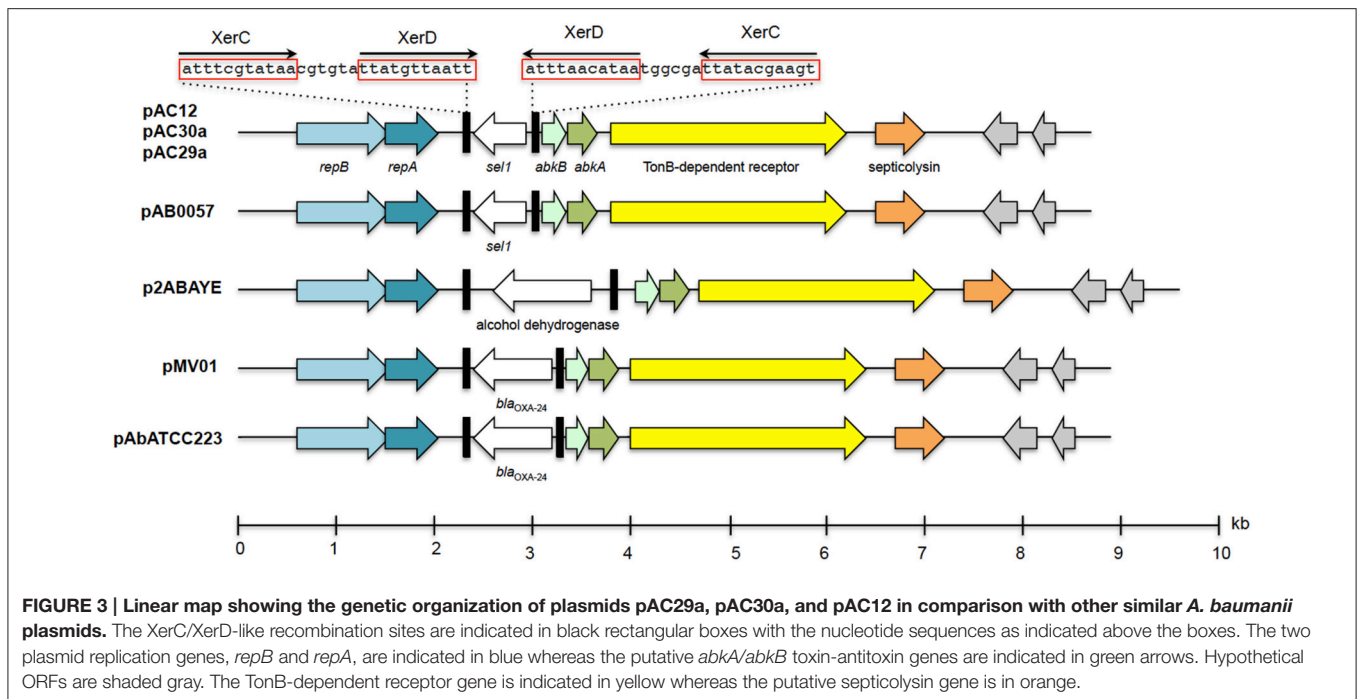 XerC XerD XerD XerC
atttcgtataacgtgtattatgttaatt atttaacataatggcgattatacgaagt
pAC12
pAC30a
pAC29a
repB repA sel1 abkB abkA TonB-dependent receptor septicolysin
pAB0057
sel1
p2ABAYE
alcohol dehydrogenase
pMV01
blaOXA-24
pAbATCC223
blaOXA-24
kb
0 1 2 3 4 5 6 7 8 9 10
FIGURE 3 | Linear map showing the genetic organization of plasmids pAC29a, pAC30a, and pAC12 in comparison with other similar A. baumanii
plasmids. The XerC/XerD-like recombination sites are indicated in black rectangular boxes with the nucleotide sequences as indicated above the boxes. The two
plasmid replication genes, repB and repA, are indicated in blue whereas the putative abkA/abkB toxin-antitoxin genes are indicated in green arrows. Hypothetical
ORFs are shaded gray. The TonB-dependent receptor gene is indicated in yellow whereas the putative septicolysin gene is in orange.